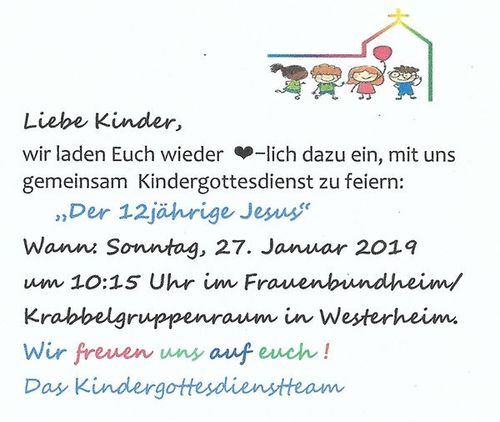 Liebe Kinder,
wir laden Euch wieder ❤-lich dazu ein, mit uns
gemeinsam Kindergottesdienst zu feiern:
„Der 12jährige Jesus“
Wann: Sonntag, 27. Januar 2019
um 10:15 Uhr im Frauenbundheim/
Krabbelgruppenraum in Westerheim.
Wir freuen uns auf euch !
Das Kindergottesdienstteam